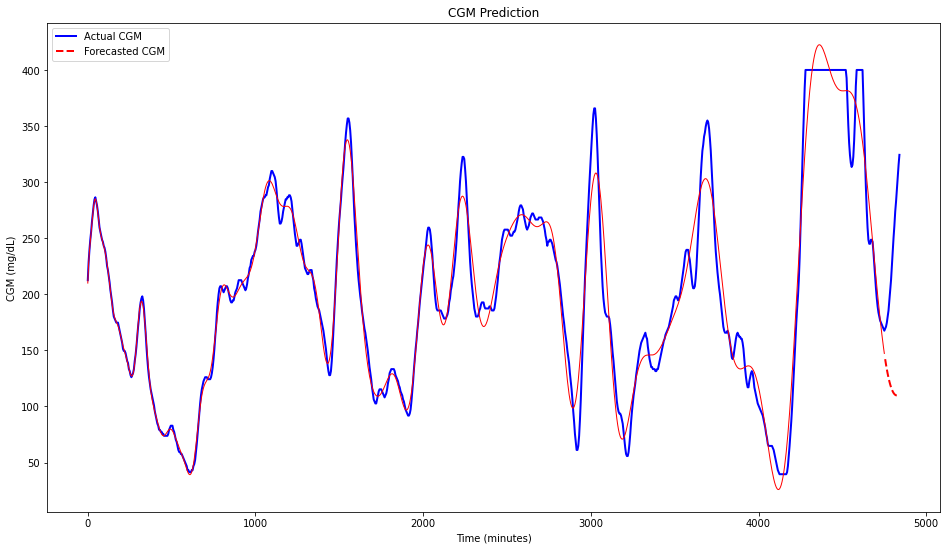 CGM Prediction
Actual CGM
Forecasted CGM
CGM (mg/dL)
400
350
300
250
200
150
100
50
0
1000
2000
3000
4000
5000
Time (minutes)